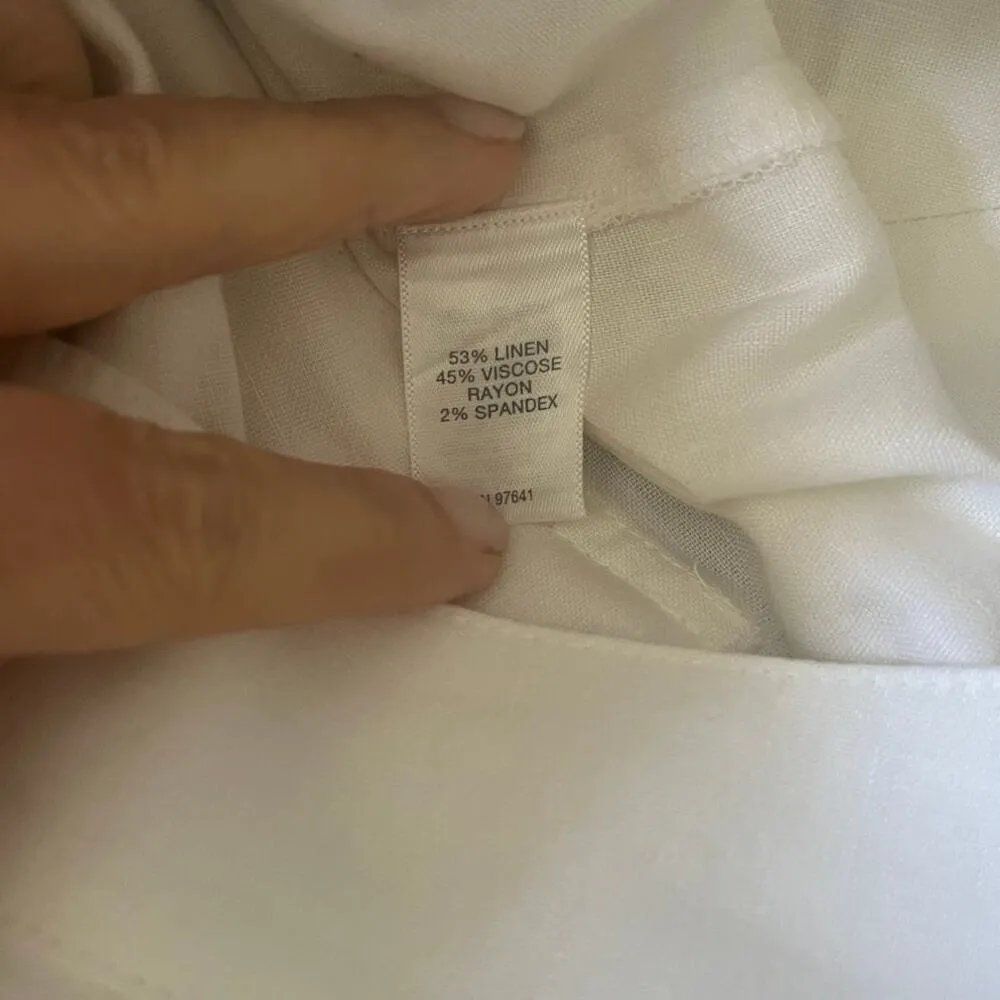 53% LINEN
45% VISCOSE
RAYON
2% SPANDEX
97641